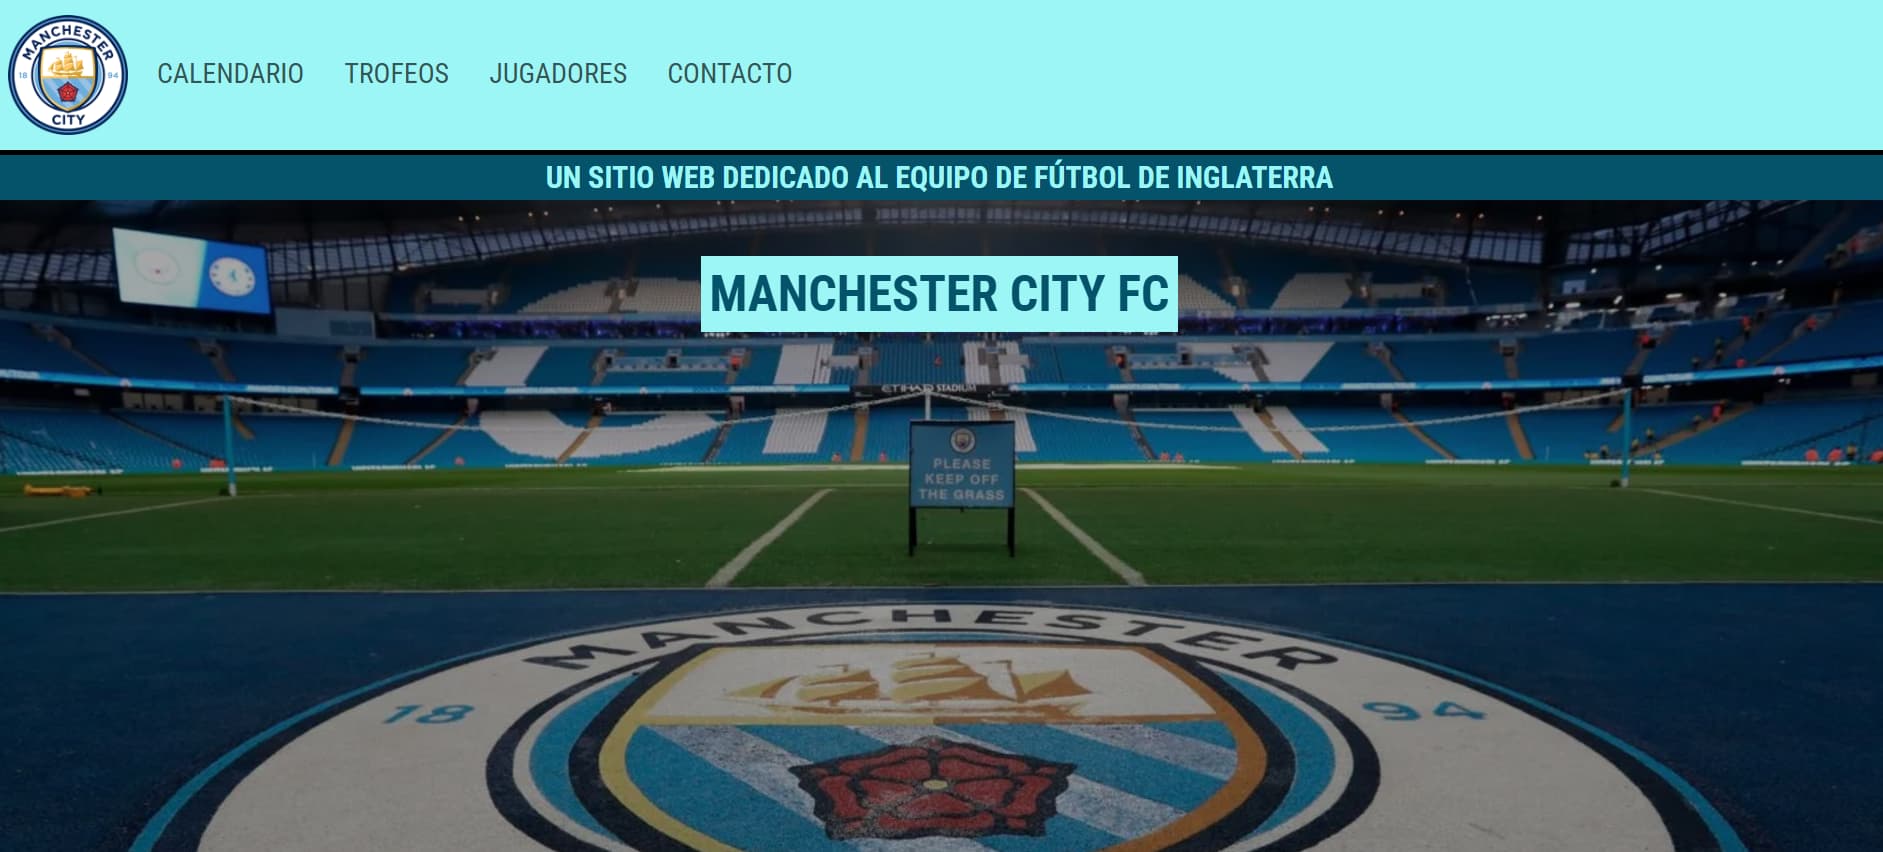 MANCHESTER
18 94
CITY
CALENDARIO TROFEOS JUGADORES CONTACTO
UN SITIO WEB DEDICADO AL EQUIPO DE FÚTBOL DE INGLATERRA
MANCHESTER CITY FC
ETIHAD STADIUM
PLEASE
KEEP OFF
THE GRASS
MANCHESTER
18 94